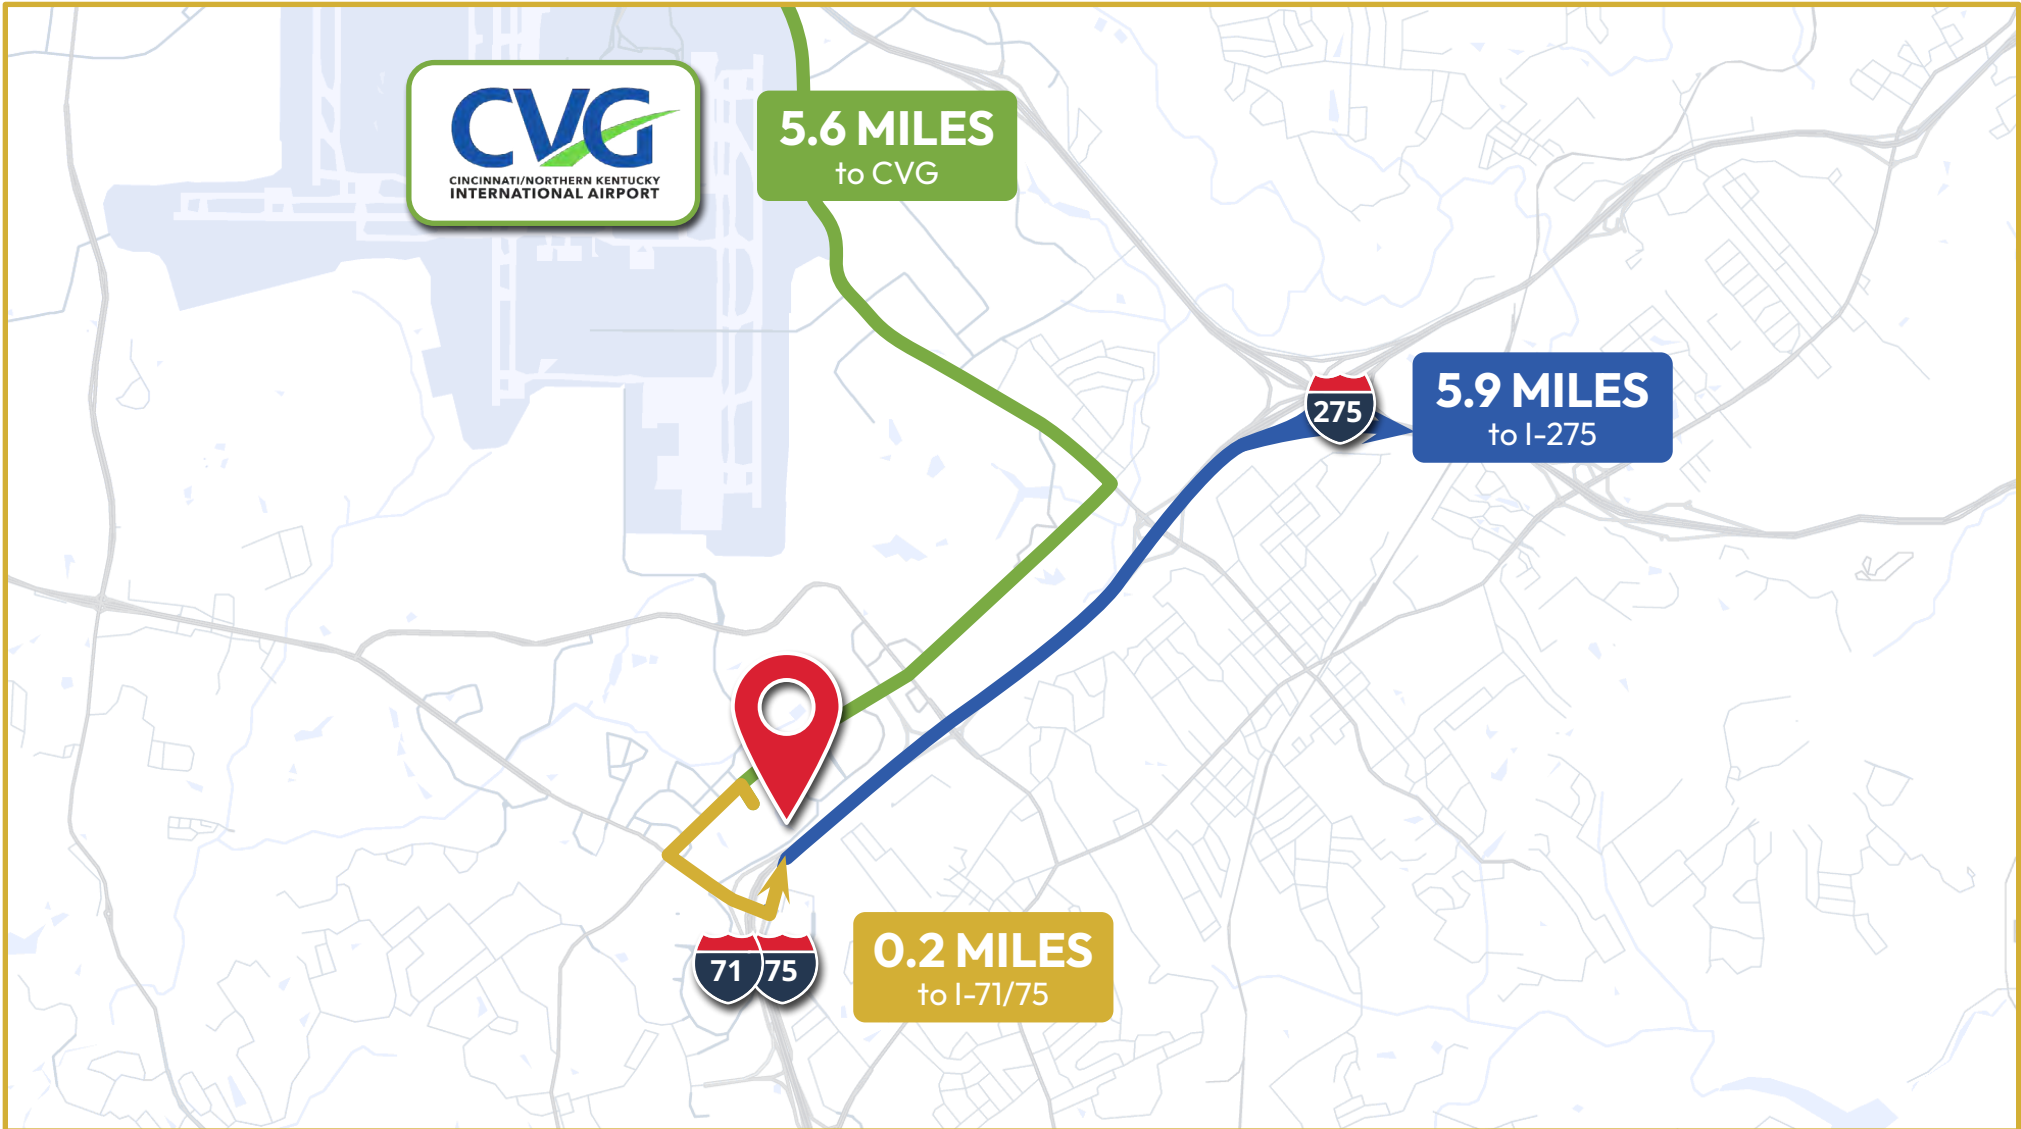 CVG
CINCINNATI/NORTHERN KENTUCKY
INTERNATIONAL AIRPORT
5.6 MILES
to CVG
275
5.9 MILES
to I-275
71
75
0.2 MILES
to I-71/75